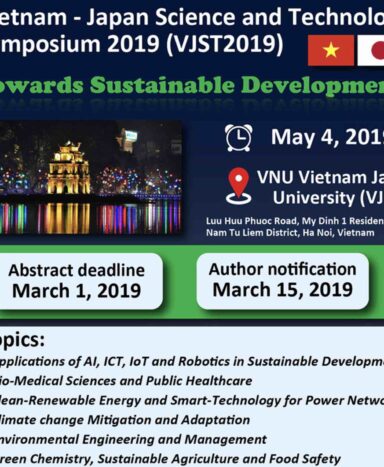 etnam - Japan Science and Technolo
mposium 2019 (VJST2019)
owards Sustainable Developmen
May 4, 2019
VNU Vietnam Ja
University (VJ
Luu Huu Phuoc Road, My Dinh 1 Residen
Nam Tu Liem District, Ha Noi, Vietnam
Abstract deadline
March 1, 2019
Author notification
March 15, 2019
opics:
pplications of AI, ICT, IoT and Robotics in Sustainable Developme
io-Medical Sciences and Public Healthcare
lean-Renewable Energy and Smart-Technology for Power Netwo
limate change Mitigation and Adaptation
nvironmental Engineering and Management
reen Chemistry, Sustainable Agriculture and Food Safety